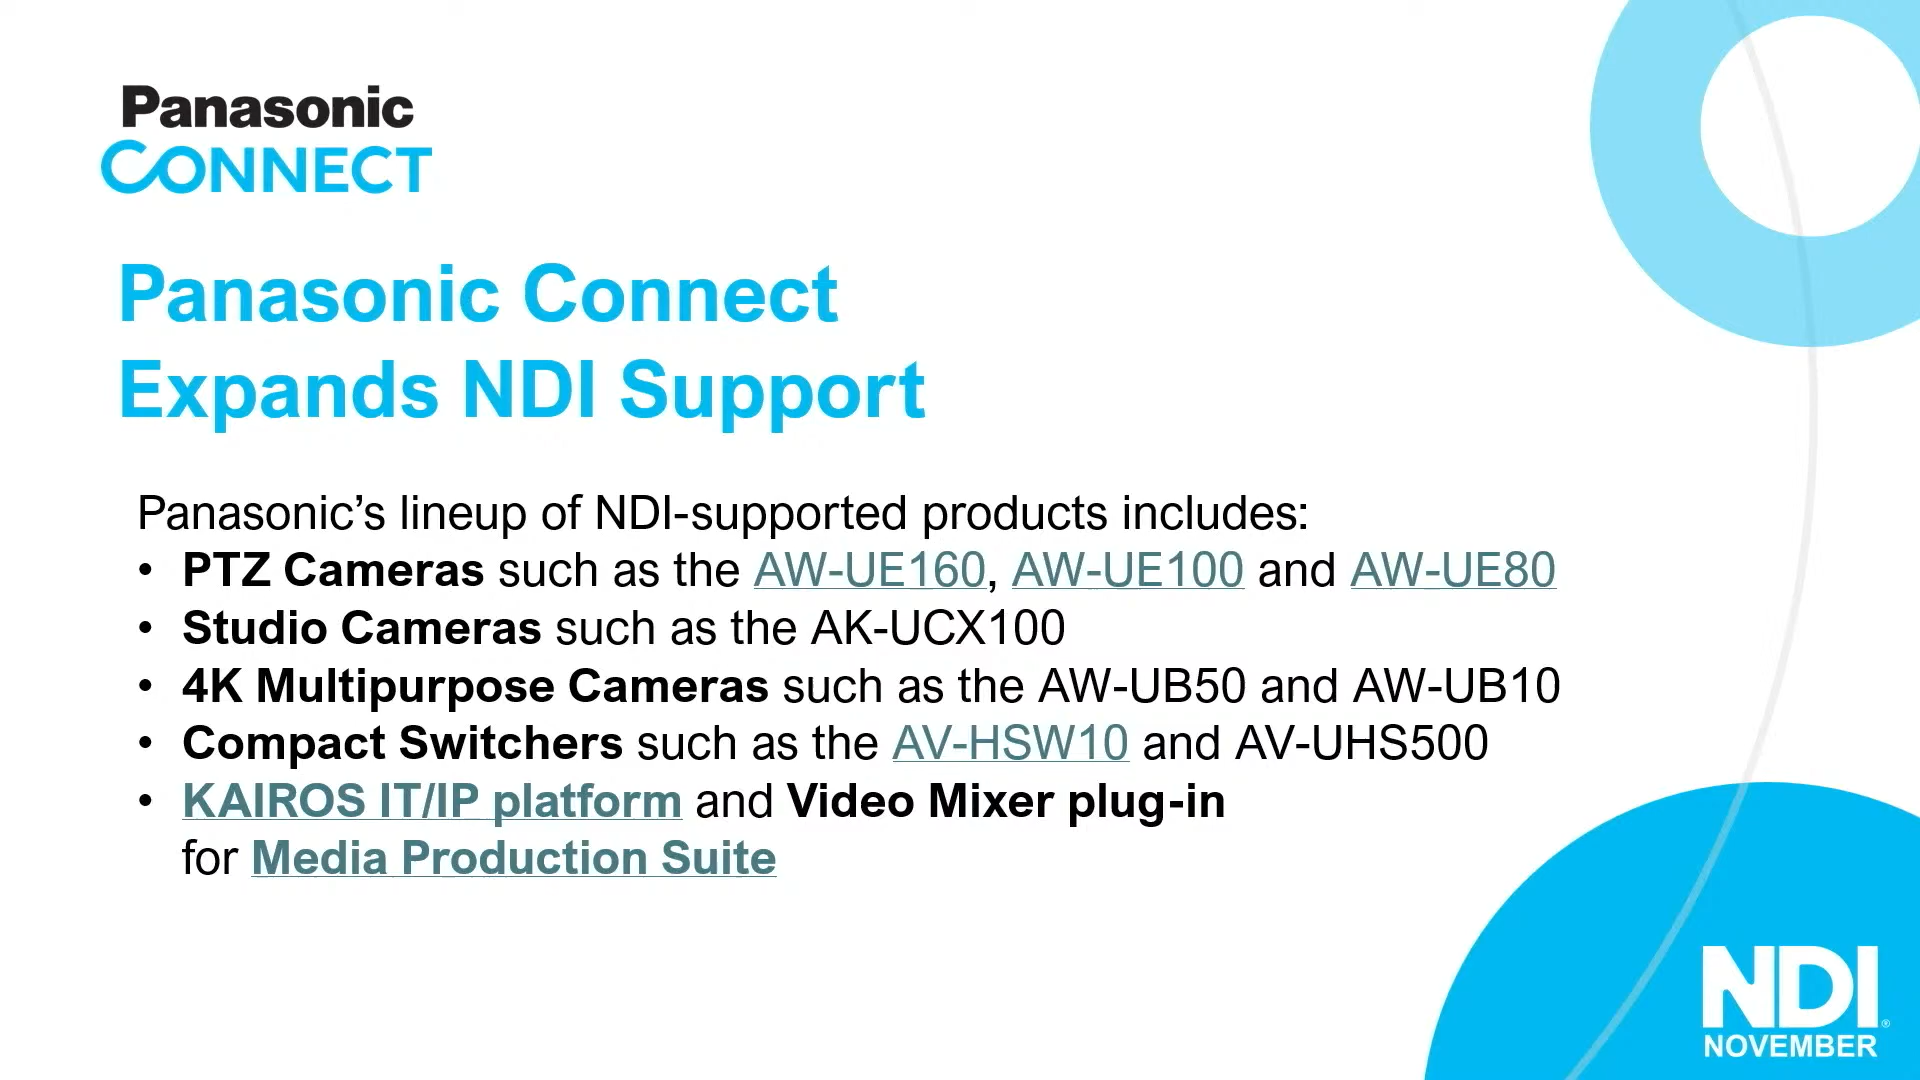 Panasonic
CONNECT
Panasonic Connect
Expands NDI Support
Panasonic’s lineup of NDI-supported products includes:
• PTZ Cameras such as the AW-UE160, AW-UE100 and AW-UE80
• Studio Cameras such as the AK-UCX100
• 4K Multipurpose Cameras such as the AW-UB50 and AW-UB10
• Compact Switchers such as the AV-HSW10 and AV-UHS500
• KAIROS IT/IP platform and Video Mixer plug-in
for Media Production Suite
NDI®
NOVEMBER